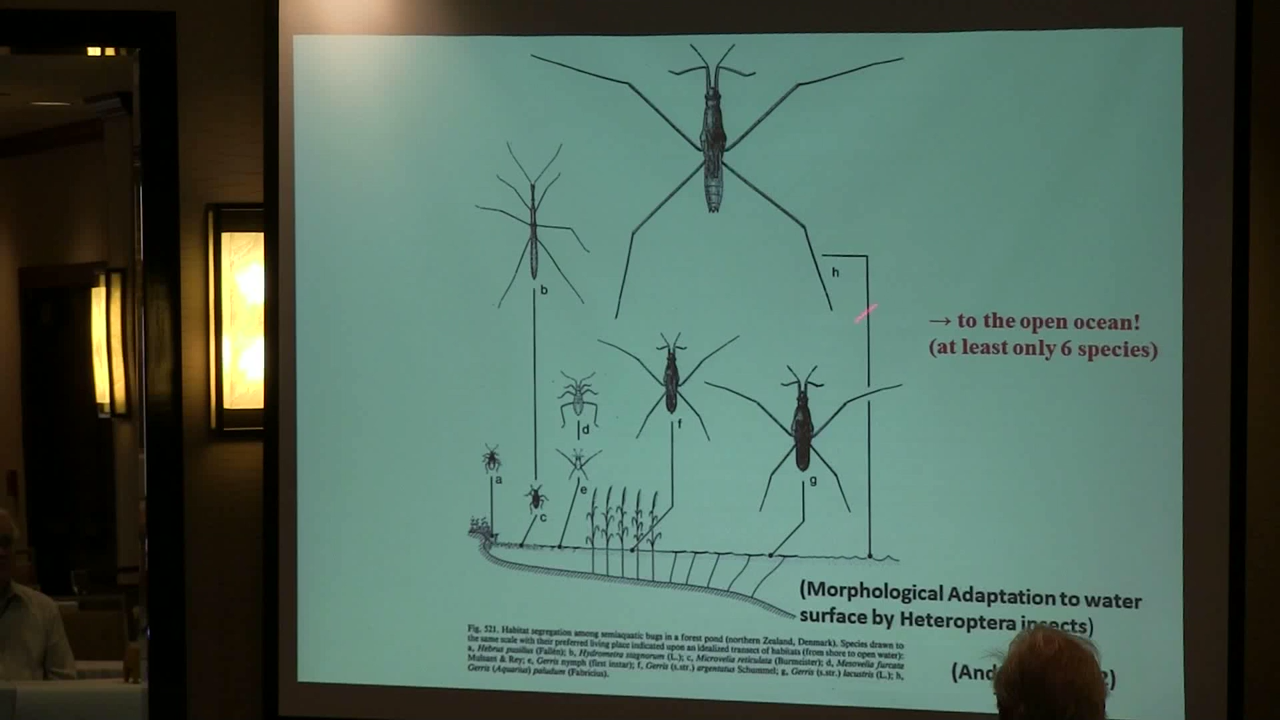 b
h
→ to the open ocean!
(at least only 6 species)
d
f
a
e
g
c
(Morphological Adaptation to water
surface by Heteroptera insects)
Fig. 521. Habitat segregation among semiaquatic bugs in a forest pond (northern Zealand, Denmark). Species drawn to
the same scale with their preferred living place indicated upon an idealized transect of habitats (from shore to open water):
a, Hebrus pusillus (Fallén); b, Hydrometra stagnorum (L.); c, Microvelia reticulata (Burmeister); d, Mesovelia furcata
Mulsant & Rey; e, Gerris nymph (first instar); f, Gerris (s.str.) argentatus Schummel; g, Gerris (s.str.) lacustris (L.); h,
Gerris (Aquarius) paludum (Fabricius).